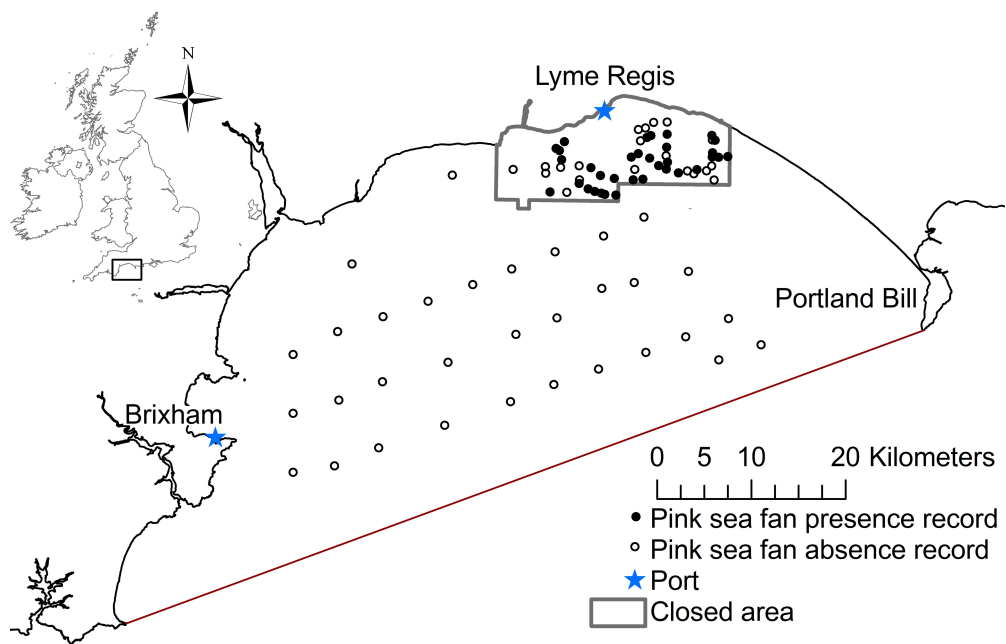 N
Lyme Regis
Portland Bill
Brixham
0 5 10 20 Kilometers
Pink sea fan presence record
Pink sea fan absence record
Port
Closed area